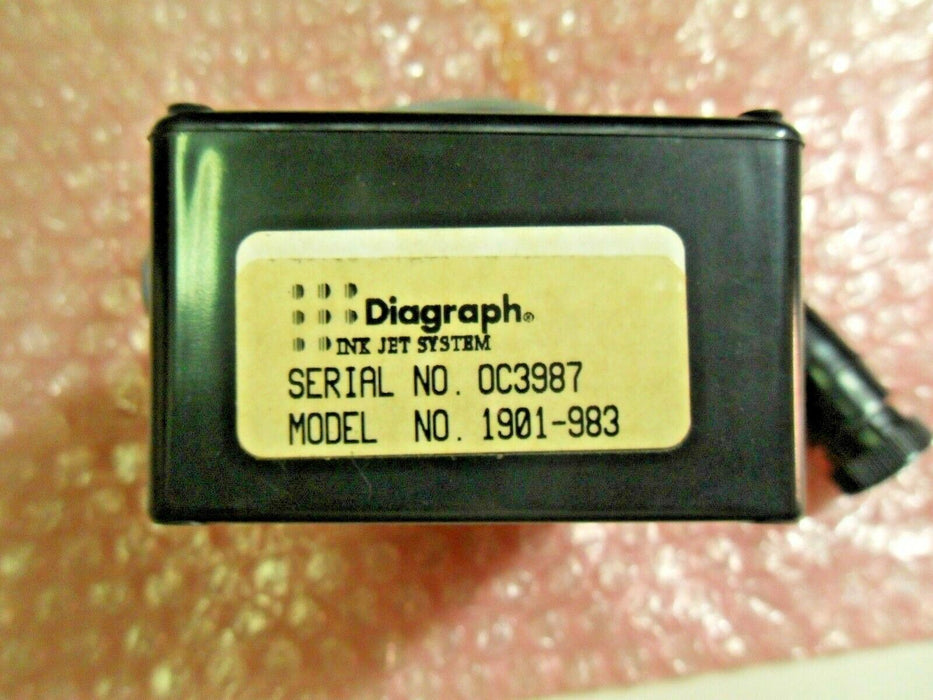 Diagraph®
INK JET SYSTEM
SERIAL NO. 0C3987
MODEL NO. 1901-983